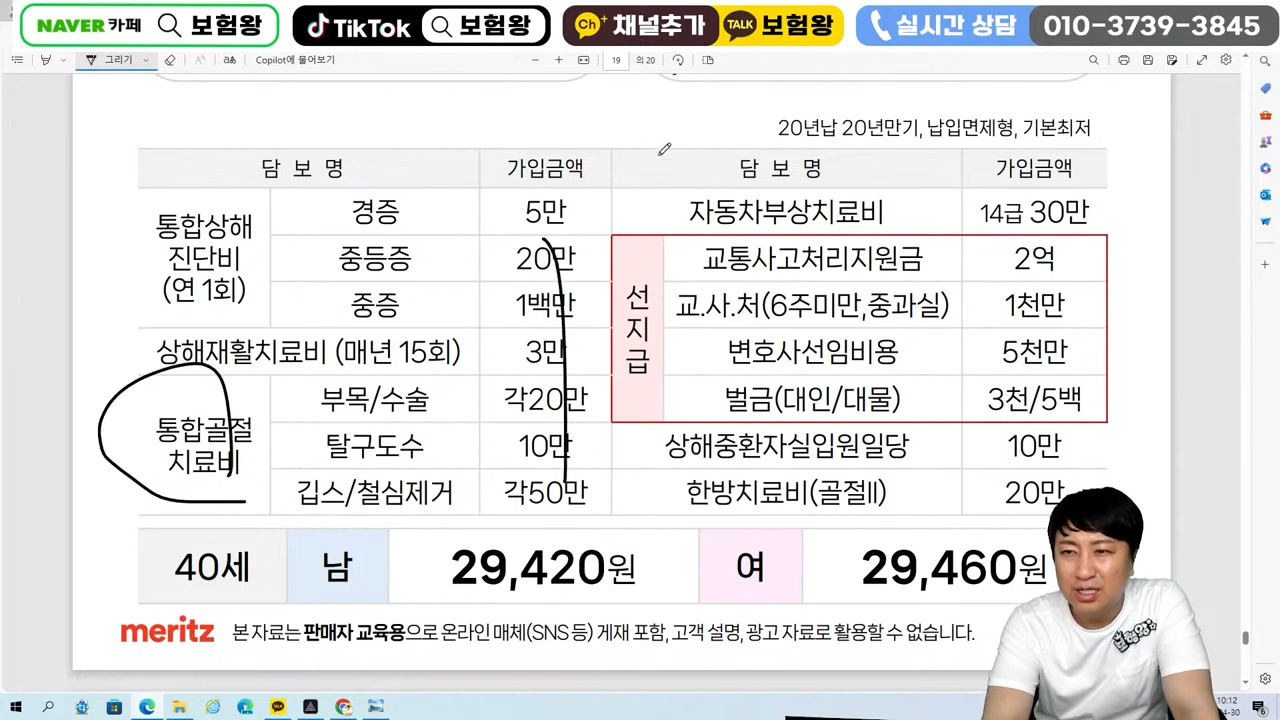 NAVER 카페 보험왕 TikTok 보험왕 Ch+ 채널추가 TALK 보험왕 실시간 상담 010-3739-3845
그리기 aあ Copilot에 물어보기 19 의 20
20년납 20년만기, 납입면제형, 기본최저
담 보 명 가입금액 담 보 명 가입금액
통합상해 진단비 (연 1회) 경증 5만 자동차부상치료비 14급 30만
중등증 20만 선지급 교통사고처리지원금 2억
중증 1백만 교.사.처(6주미만,중과실) 1천만
상해재활치료비 (매년 15회) 3만 변호사선임비용 5천만
통합골절 치료비 부목/수술 각20만 벌금(대인/대물) 3천/5백
탈구도수 10만 상해중환자실입원일당 10만
깁스/철심제거 각50만 한방치료비(골절II) 20만
40세 남 29,420원 여 29,460원
meritz 본 자료는 판매자 교육용으로 온라인 매체(SNS 등) 게재 포함, 고객 설명, 광고 자료로 활용할 수 없습니다.
보험왕
10:12
04-30